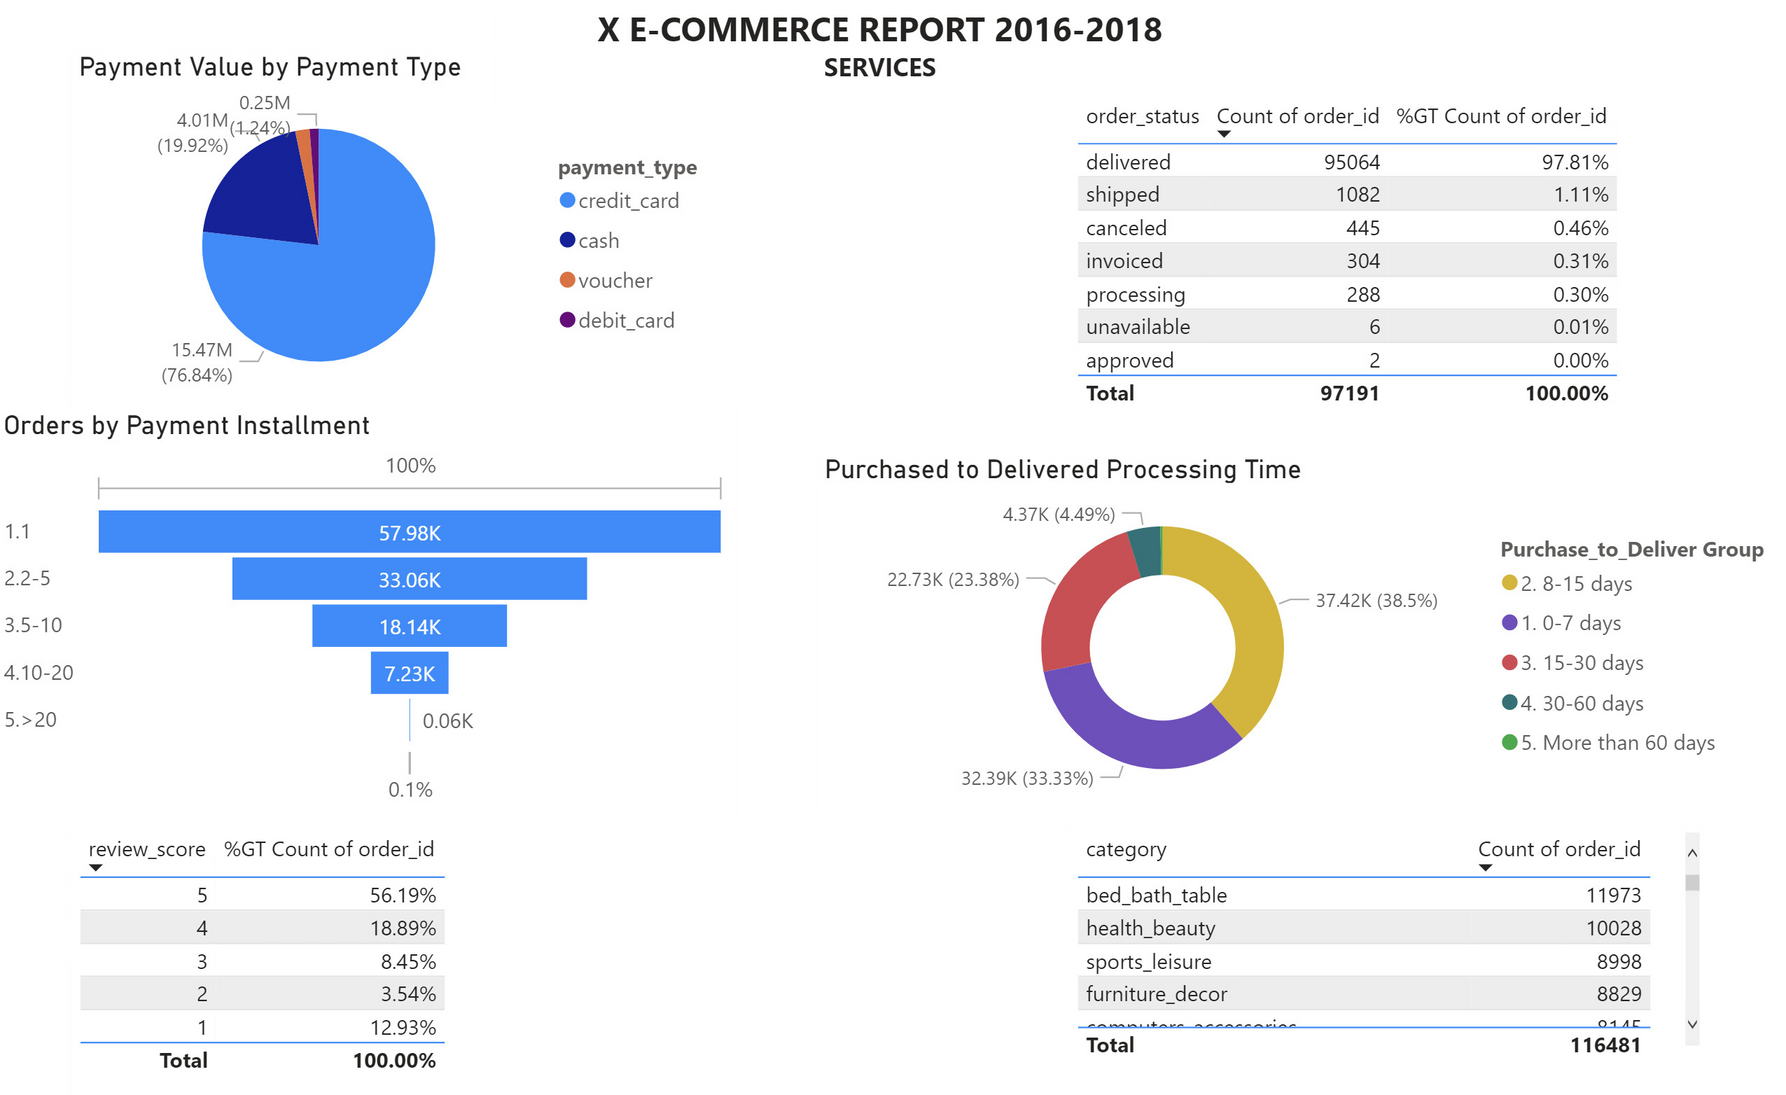 X E-COMMERCE REPORT 2016-2018
SERVICES
Payment Value by Payment Type
0.25M
(1.24%)
4.01M
(19.92%)
15.47M
(76.84%)
payment_type
credit_card
cash
voucher
debit_card
order_status Count of order_id %GT Count of order_id
delivered 95064 97.81%
shipped 1082 1.11%
canceled 445 0.46%
invoiced 304 0.31%
processing 288 0.30%
unavailable 6 0.01%
approved 2 0.00%
Total 97191 100.00%
Orders by Payment Installment
100%
1.1 57.98K
2.2-5 33.06K
3.5-10 18.14K
4.10-20 7.23K
5.>20 0.06K
0.1%
Purchased to Delivered Processing Time
4.37K (4.49%)
22.73K (23.38%)
37.42K (38.5%)
32.39K (33.33%)
Purchase_to_Deliver Group
2. 8-15 days
1. 0-7 days
3. 15-30 days
4. 30-60 days
5. More than 60 days
review_score %GT Count of order_id
5 56.19%
4 18.89%
3 8.45%
2 3.54%
1 12.93%
Total 100.00%
category Count of order_id
bed_bath_table 11973
health_beauty 10028
sports_leisure 8998
furniture_decor 8829
computers_accessories 8145
Total 116481